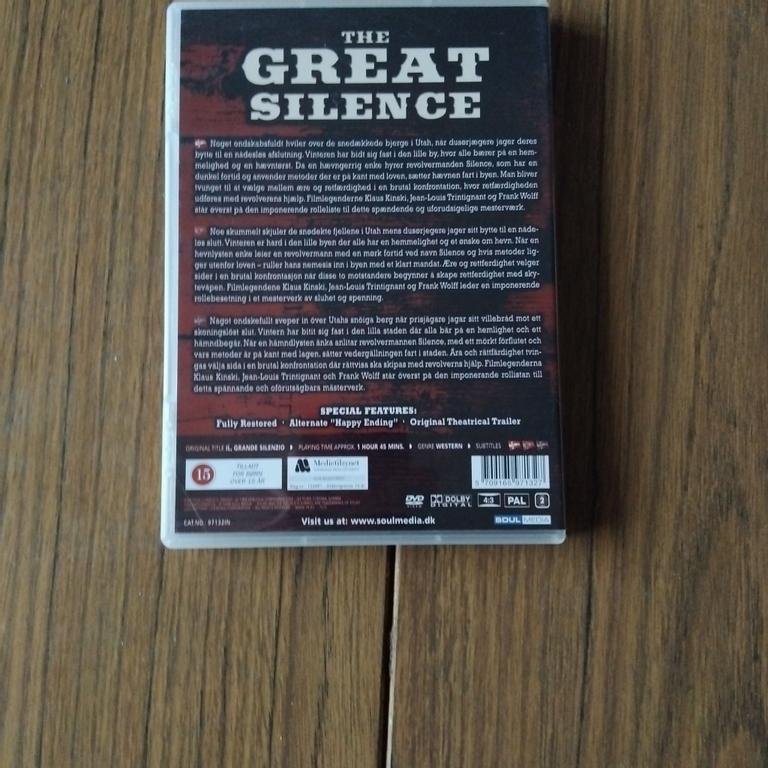 THE
GREAT
SILENCE
Noget ondskabsfuldt hviler over de snedækkede bjerge i Utah, når dusørjægere jager deres
bytte til en nådesløs afslutning. Vinteren har bidt sig fast i den lille by, hvor alle bærer på en hem-
melighed og en hævntørst. Da en hævngerrig enke hyrer revolvermanden Silence, som har en
dunkel fortid og anvender metoder der er på kant med loven, sætter hævnen fart i byen. Man bliver
tvunget til at vælge mellem ære og retfærdighed i en brutal konfrontation, hvor retfærdigheden
udføres med revolverens hjælp. Filmlegenderne Klaus Kinski, Jean-Louis Trintignant og Frank Wolff
står øverst på den imponerende rolleliste til dette spændende og uforudsigelige mesterværk.
Noe skummelt skjuler de snødekte fjellene i Utah mens dusørjegere jager sitt bytte til en nåde-
løs slutt. Vinteren er hard i den lille byen der alle har en hemmelighet og et ønske om hevn. Når en
hevnlysten enke leier en revolvermann med en mørk fortid ved navn Silence og hvis metoder lig-
ger utenfor loven – ruller hans nemesis inn i byen med et klart mandat. Ære og rettferdighet velger
sider i en brutal konfrontasjon når disse to motstandere begynner å skape rettferdighet med sky-
tevåpen. Filmlegendene Klaus Kinski, Jean-Louis Trintignant og Frank Wolff leder en imponerende
rollebesetning i et mesterverk av sluhet og spenning.
Något ondskefullt sveper in över Utahs snöiga berg når prisjägare jagar sitt villebråd mot ett
skoningslöst slut. Vintern har bitit sig fast i den lilla staden där alla bär på en hemlighet och ett
hämndbegär. När en hämndlysten änka anlitar revolvermannen Silence, med ett mörkt förflutet och
vars metoder är på kant med lagen, sätter vedergällningen fart i staden. Ära och rättfärdighet tvin-
gas välja sida i en brutal konfrontation där rättvisa ska skipas med revolverns hjälp. Filmlegenderna
Klaus Kinski, Jean-Louis Trintignant och Frank Wolff står överst på den imponerande rollistan till
detta spännande och oförutsägbara mästerverk.
SPECIAL FEATURES:
Fully Restored · Alternate "Happy Ending" · Original Theatrical Trailer
ORIGINAL TITLE IL, GRANDE SILENZIO PLAYING TIME APPROX. 1 HOUR 45 MINS. GENRE WESTERN SUBTITLES
15
TILLADT
FOR BØRN
OVER 15 ÅR
Medietilsynet
5 709165 971327
DVD VIDEO DOLBY DIGITAL 4:3 PAL 2
CAT.NO. 97132IN
Visit us at: www.soulmedia.dk
SOUL MEDIA